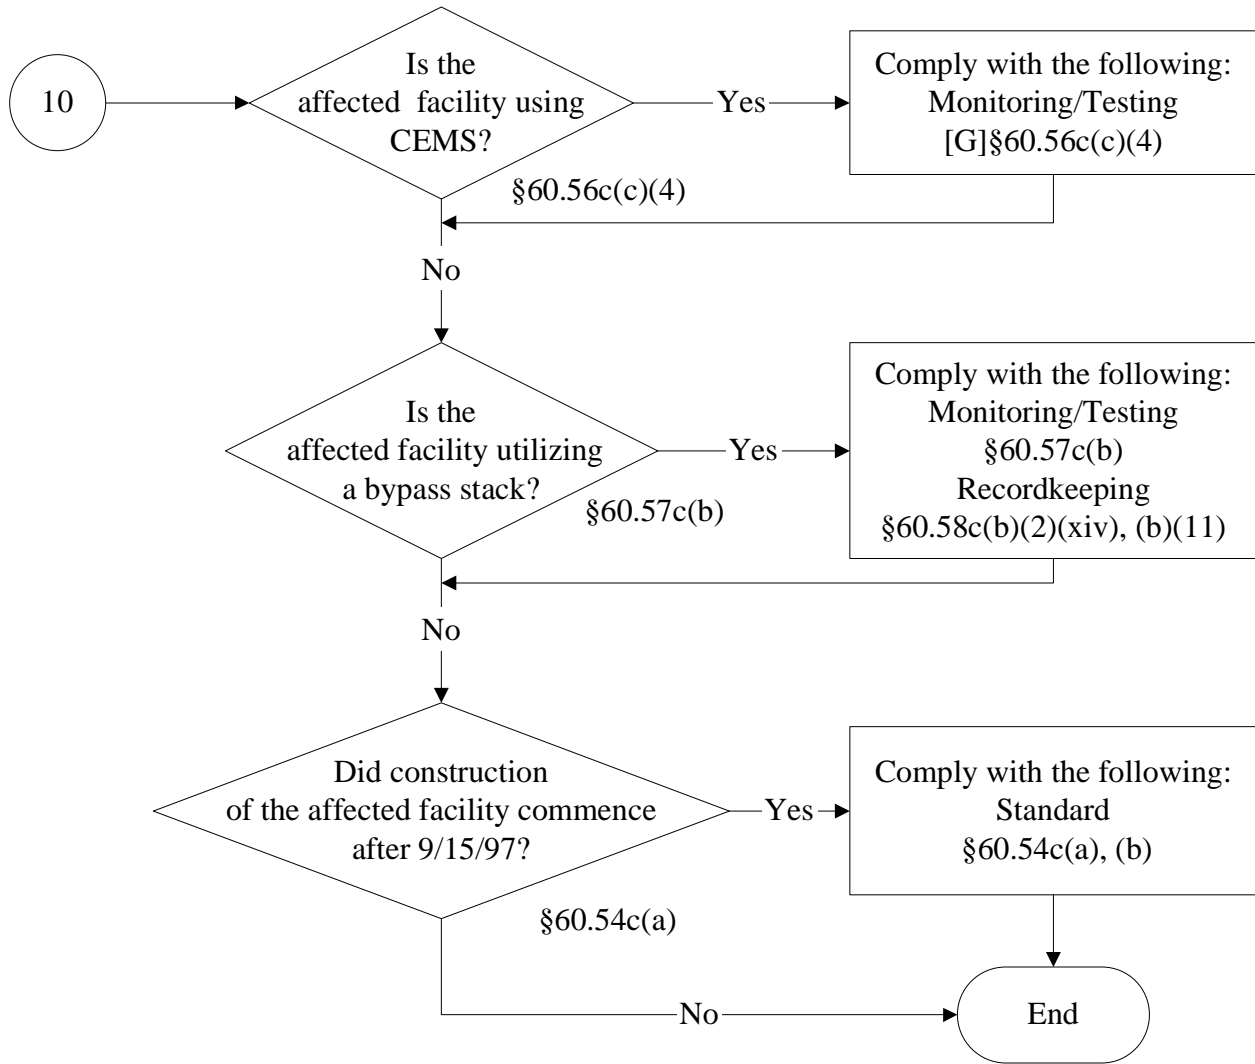 10
Is the
affected facility using
CEMS?
Yes
Comply with the following:
Monitoring/Testing
[G]§60.56c(c)(4)
§60.56c(c)(4)
No
Is the
affected facility utilizing
a bypass stack?
Yes
Comply with the following:
Monitoring/Testing
§60.57c(b)
Recordkeeping
§60.58c(b)(2)(xiv), (b)(11)
§60.57c(b)
No
Did construction
of the affected facility commence
after 9/15/97?
Yes
Comply with the following:
Standard
§60.54c(a), (b)
§60.54c(a)
No
End